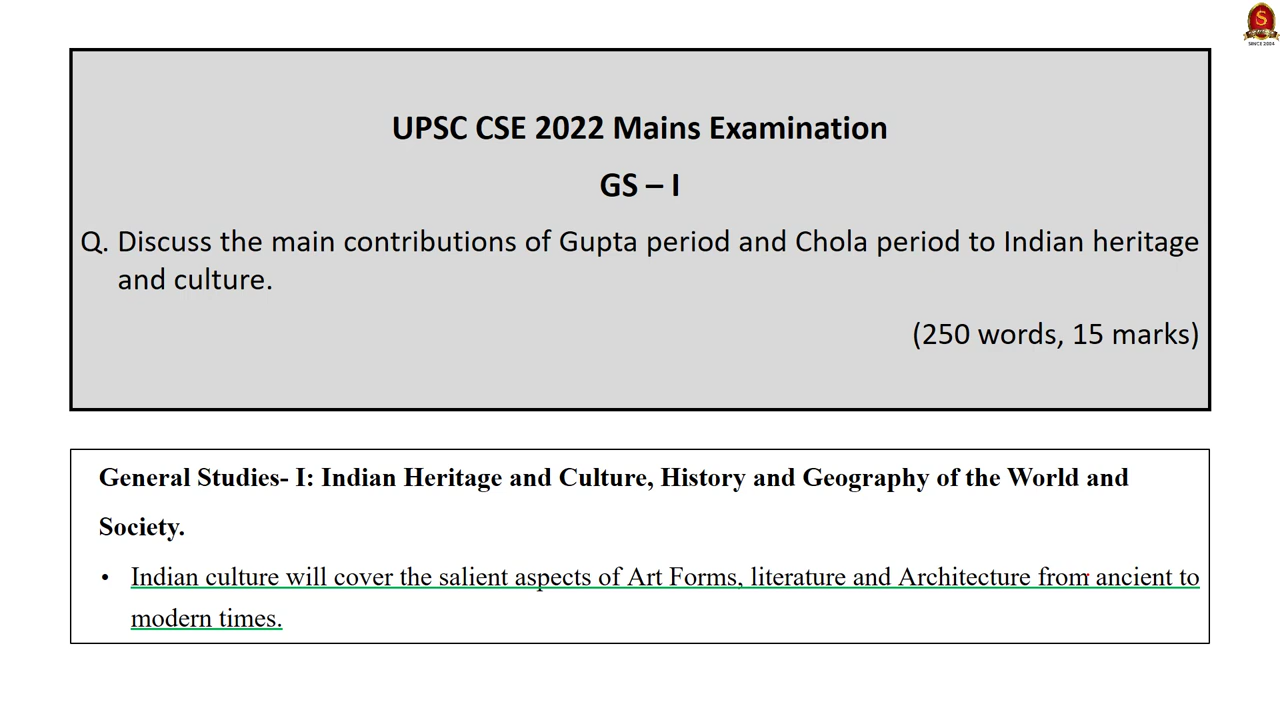 S
SINCE 2004
UPSC CSE 2022 Mains Examination
GS – I
Q. Discuss the main contributions of Gupta period and Chola period to Indian heritage
and culture.
(250 words, 15 marks)
General Studies- I: Indian Heritage and Culture, History and Geography of the World and
Society.
• Indian culture will cover the salient aspects of Art Forms, literature and Architecture from ancient to
modern times.